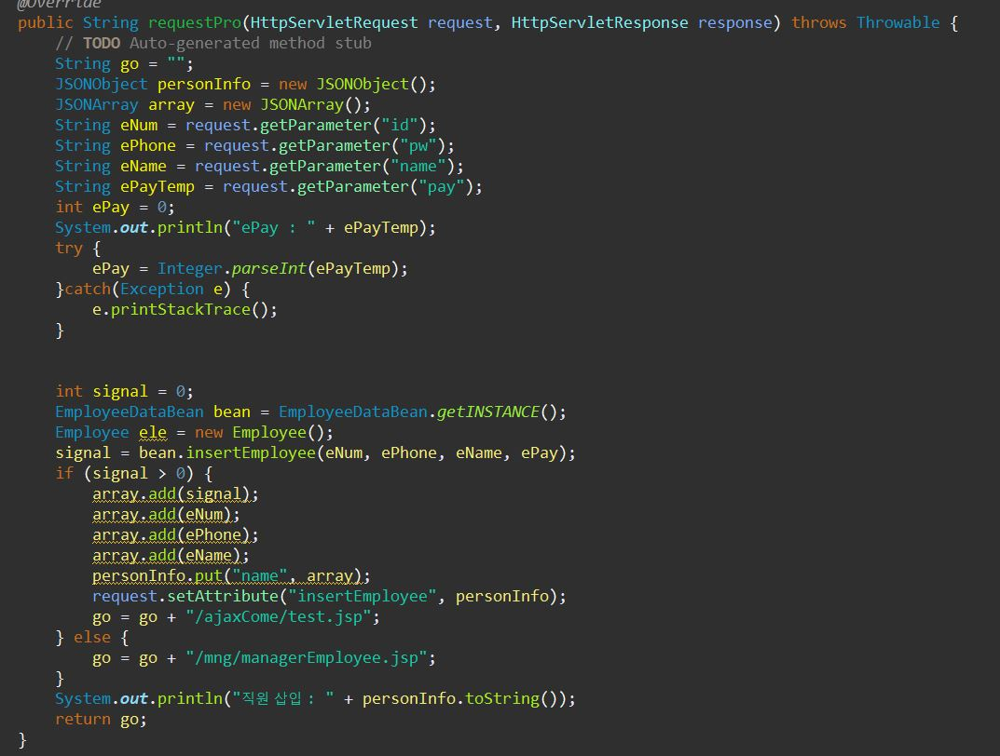 @Override
public String requestPro(HttpServletRequest request, HttpServletResponse response) throws Throwable {
// TODO Auto-generated method stub
String go = "";
JSONObject personInfo = new JSONObject();
JSONArray array = new JSONArray();
String eNum = request.getParameter("id");
String ePhone = request.getParameter("pw");
String eName = request.getParameter("name");
String ePayTemp = request.getParameter("pay");
int ePay = 0;
System.out.println("ePay : " + ePayTemp);
try {
ePay = Integer.parseInt(ePayTemp);
}catch(Exception e) {
e.printStackTrace();
}
int signal = 0;
EmployeeDataBean bean = EmployeeDataBean.getINSTANCE();
Employee ele = new Employee();
signal = bean.insertEmployee(eNum, ePhone, eName, ePay);
if (signal > 0) {
array.add(signal);
array.add(eNum);
array.add(ePhone);
array.add(eName);
personInfo.put("name", array);
request.setAttribute("insertEmployee", personInfo);
go = go + "/ajaxCome/test.jsp";
} else {
go = go + "/mng/managerEmployee.jsp";
}
System.out.println("직원 삽입 : " + personInfo.toString());
return go;
}